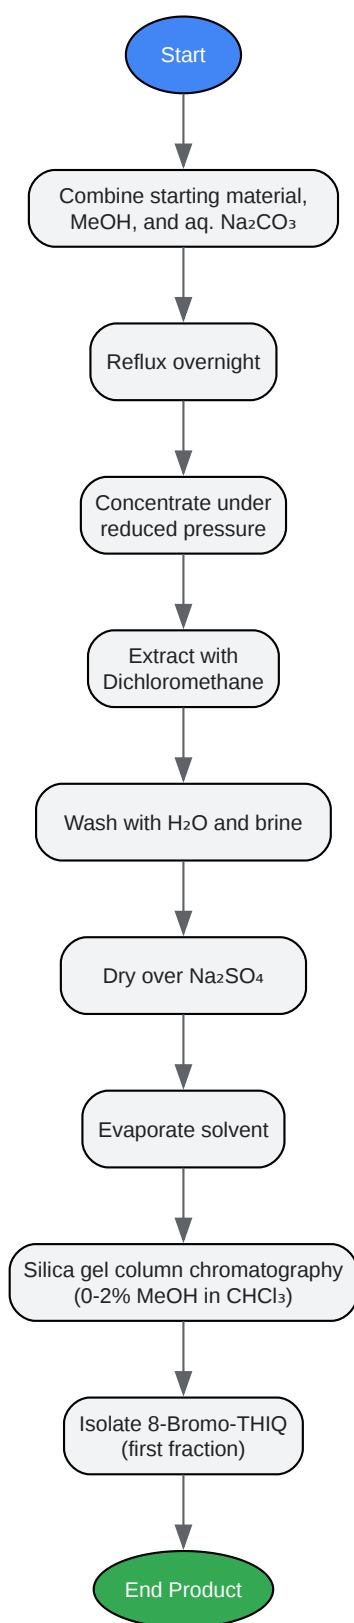 Start
Combine starting material,
MeOH, and aq. Na₂CO₃
Reflux overnight
Concentrate under
reduced pressure
Extract with
Dichloromethane
Wash with H₂O and brine
Dry over Na₂SO₄
Evaporate solvent
Silica gel column chromatography
(0-2% MeOH in CHCl₃)
Isolate 8-Bromo-THIQ
(first fraction)
End Product